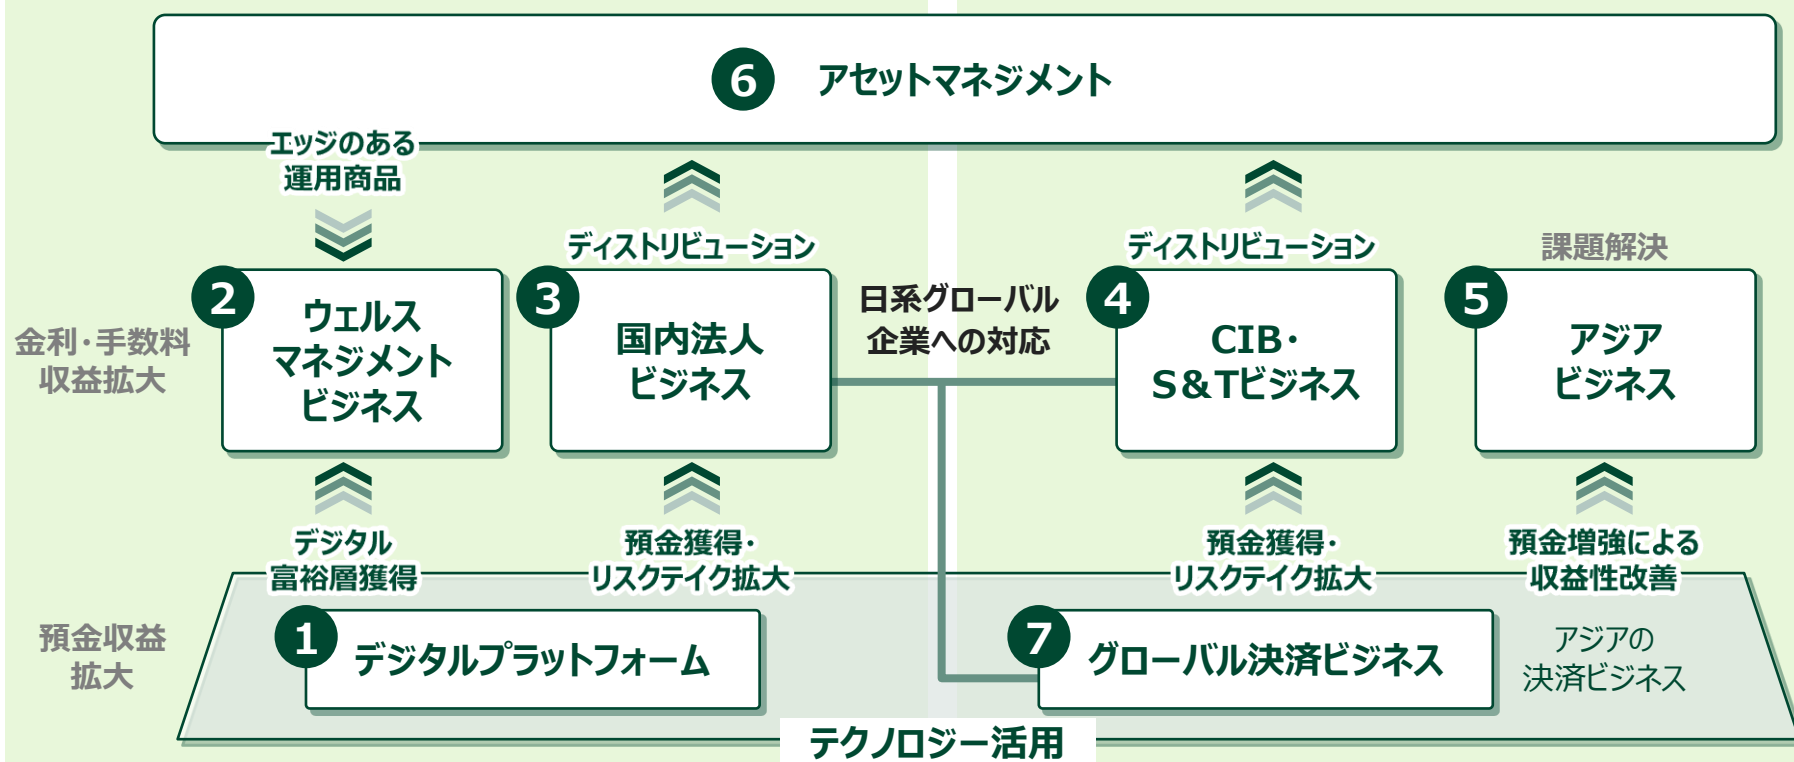 6 アセットマネジメント
エッジのある
運用商品
ディストリビューション
ディストリビューション
課題解決
金利・手数料
収益拡大
2 ウェルス
マネジメント
ビジネス
3 国内法人
ビジネス
日系グローバル
企業への対応
4 CIB・
S&Tビジネス
5 アジア
ビジネス
デジタル
富裕層獲得
預金獲得・
リスクテイク拡大
預金獲得・
リスクテイク拡大
預金増強による
収益性改善
預金収益
拡大
1 デジタルプラットフォーム
7 グローバル決済ビジネス
アジアの
決済ビジネス
テクノロジー活用